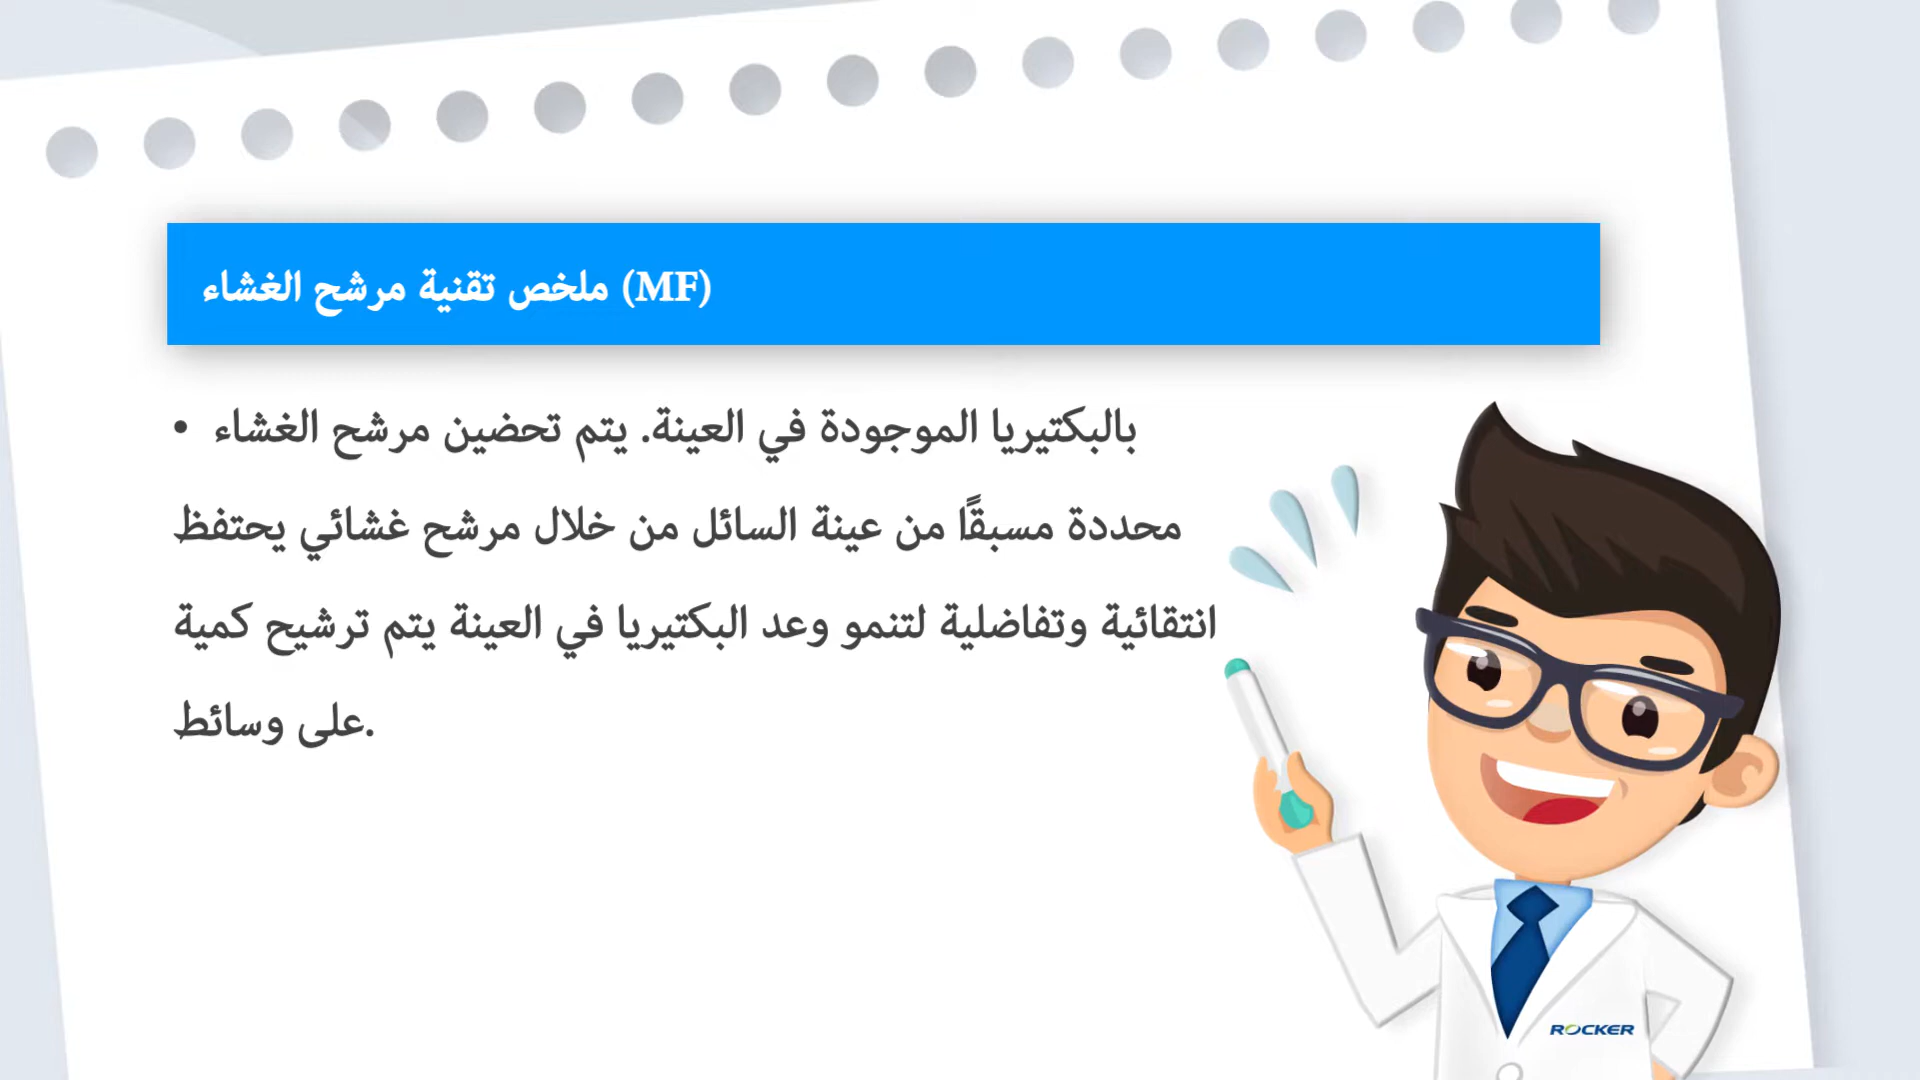 ملخص تقنية مرشح الغشاء (MF)
• بالبكتيريا الموجودة في العينة. يتم تحضين مرشح الغشاء
محددة مسبقًا من عينة السائل من خلال مرشح غشائي يحتفظ
انتقائية وتفاضلية لتنمو وعد البكتيريا في العينة يتم ترشيح كمية
على وسائط.
ROCKER